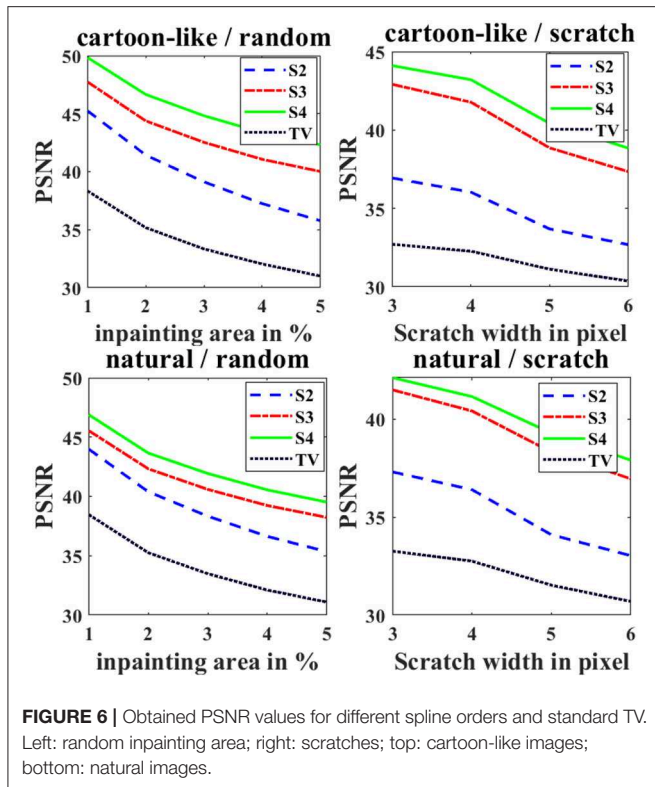 cartoon-like / random
50
45
40
35
30
PSNR
S2
S3
S4
TV
1 2 3 4 5
inpainting area in %
cartoon-like / scratch
45
40
35
30
PSNR
S2
S3
S4
TV
3 4 5 6
Scratch width in pixel
natural / random
50
45
40
35
30
PSNR
S2
S3
S4
TV
1 2 3 4 5
inpainting area in %
natural / scratch
40
35
30
PSNR
S2
S3
S4
TV
3 4 5 6
Scratch width in pixel
FIGURE 6 | Obtained PSNR values for different spline orders and standard TV.
Left: random inpainting area; right: scratches; top: cartoon-like images;
bottom: natural images.